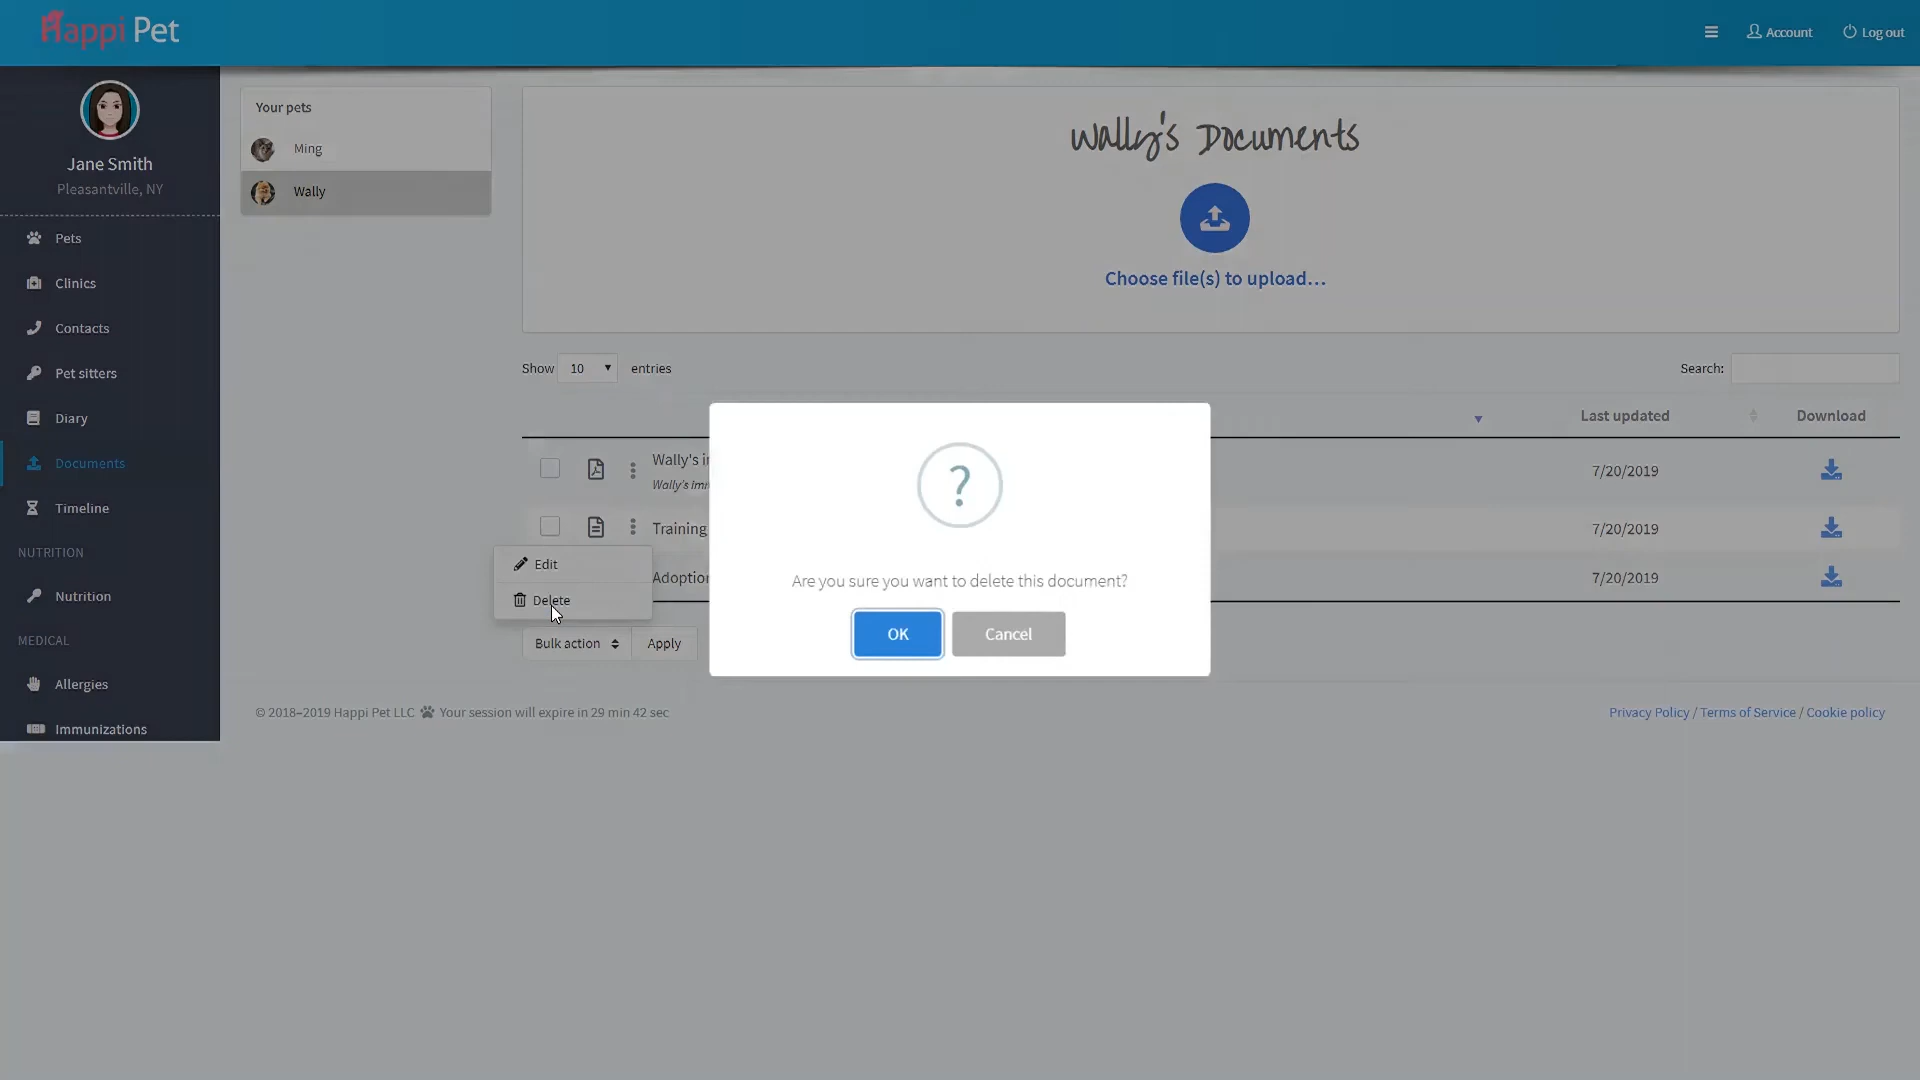 Happi Pet
Account
Log out
Jane Smith
Pleasantville, NY
Pets
Clinics
Contacts
Pet sitters
Diary
Documents
Timeline
NUTRITION
Nutrition
MEDICAL
Allergies
Immunizations
Your pets
Ming
Wally
Wally's Documents
Choose file(s) to upload...
Show 10 entries
Search:
Last updated
Download
Wally's
Wally's
7/20/2019
Training
7/20/2019
7/20/2019
Edit
Delete
Bulk action
Apply
?
Are you sure you want to delete this document?
OK
Cancel
© 2018–2019 Happi Pet LLC Your session will expire in 29 min 42 sec
Privacy Policy / Terms of Service / Cookie policy